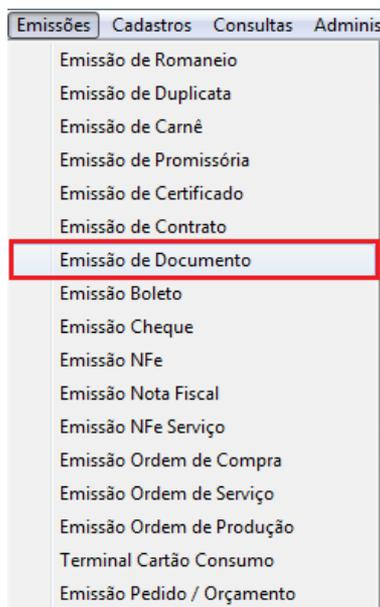 Emissões Cadastros Consultas Adminis
Emissão de Romaneio
Emissão de Duplicata
Emissão de Carnê
Emissão de Promissória
Emissão de Certificado
Emissão de Contrato
Emissão de Documento
Emissão Boleto
Emissão Cheque
Emissão NFe
Emissão Nota Fiscal
Emissão NFe Serviço
Emissão Ordem de Compra
Emissão Ordem de Serviço
Emissão Ordem de Produção
Terminal Cartão Consumo
Emissão Pedido / Orçamento